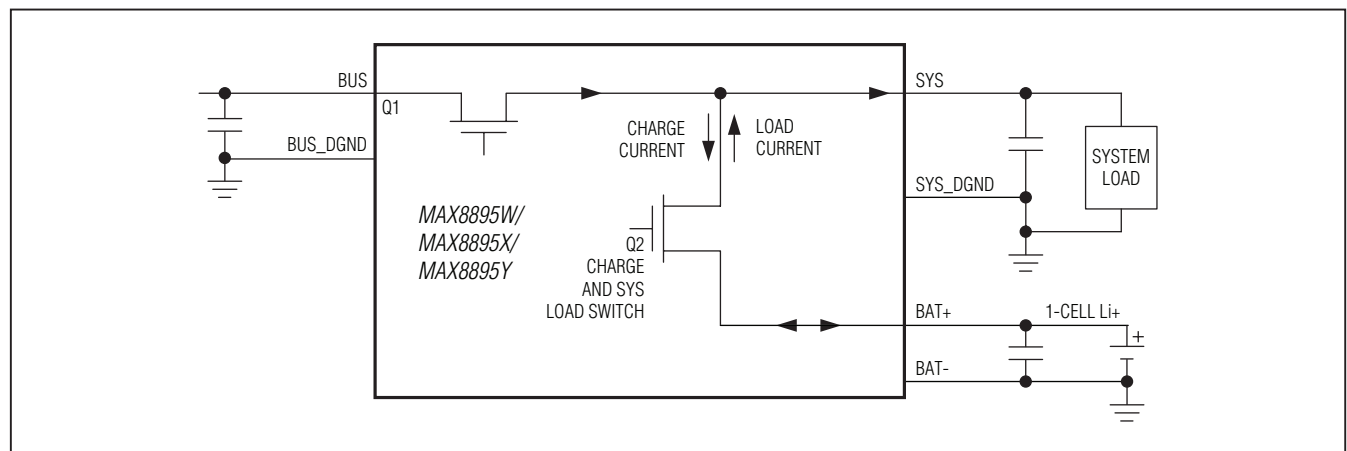 BUS
Q1
BUS_DGND
CHARGE
CURRENT
LOAD
CURRENT
SYS
SYSTEM
LOAD
SYS_DGND
MAX8895W/
MAX8895X/
MAX8895Y
Q2
CHARGE
AND SYS
LOAD SWITCH
BAT+
1-CELL Li+
+
BAT-